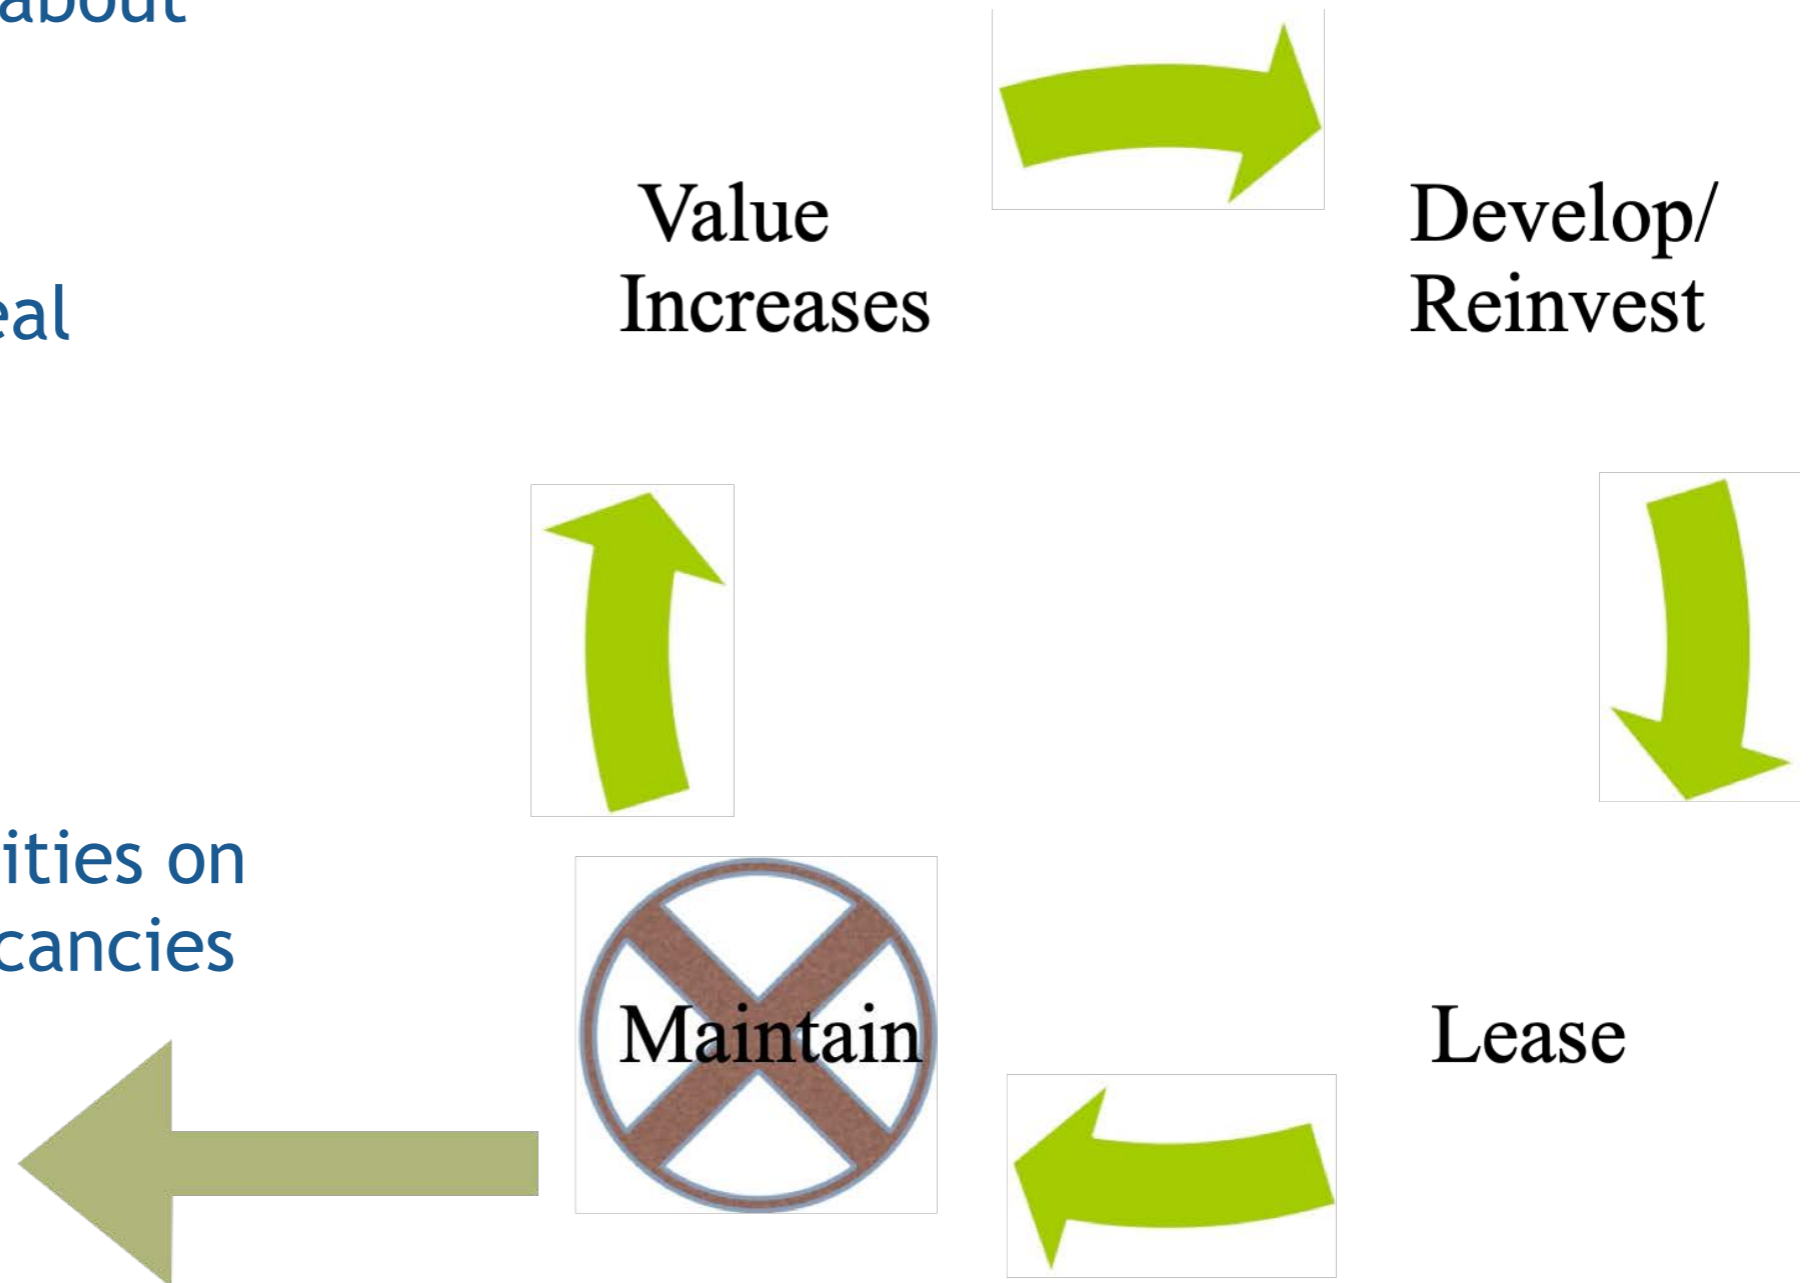 about
eal
ities on
cancies
Value
Increases
Develop/
Reinvest
Maintain
Lease